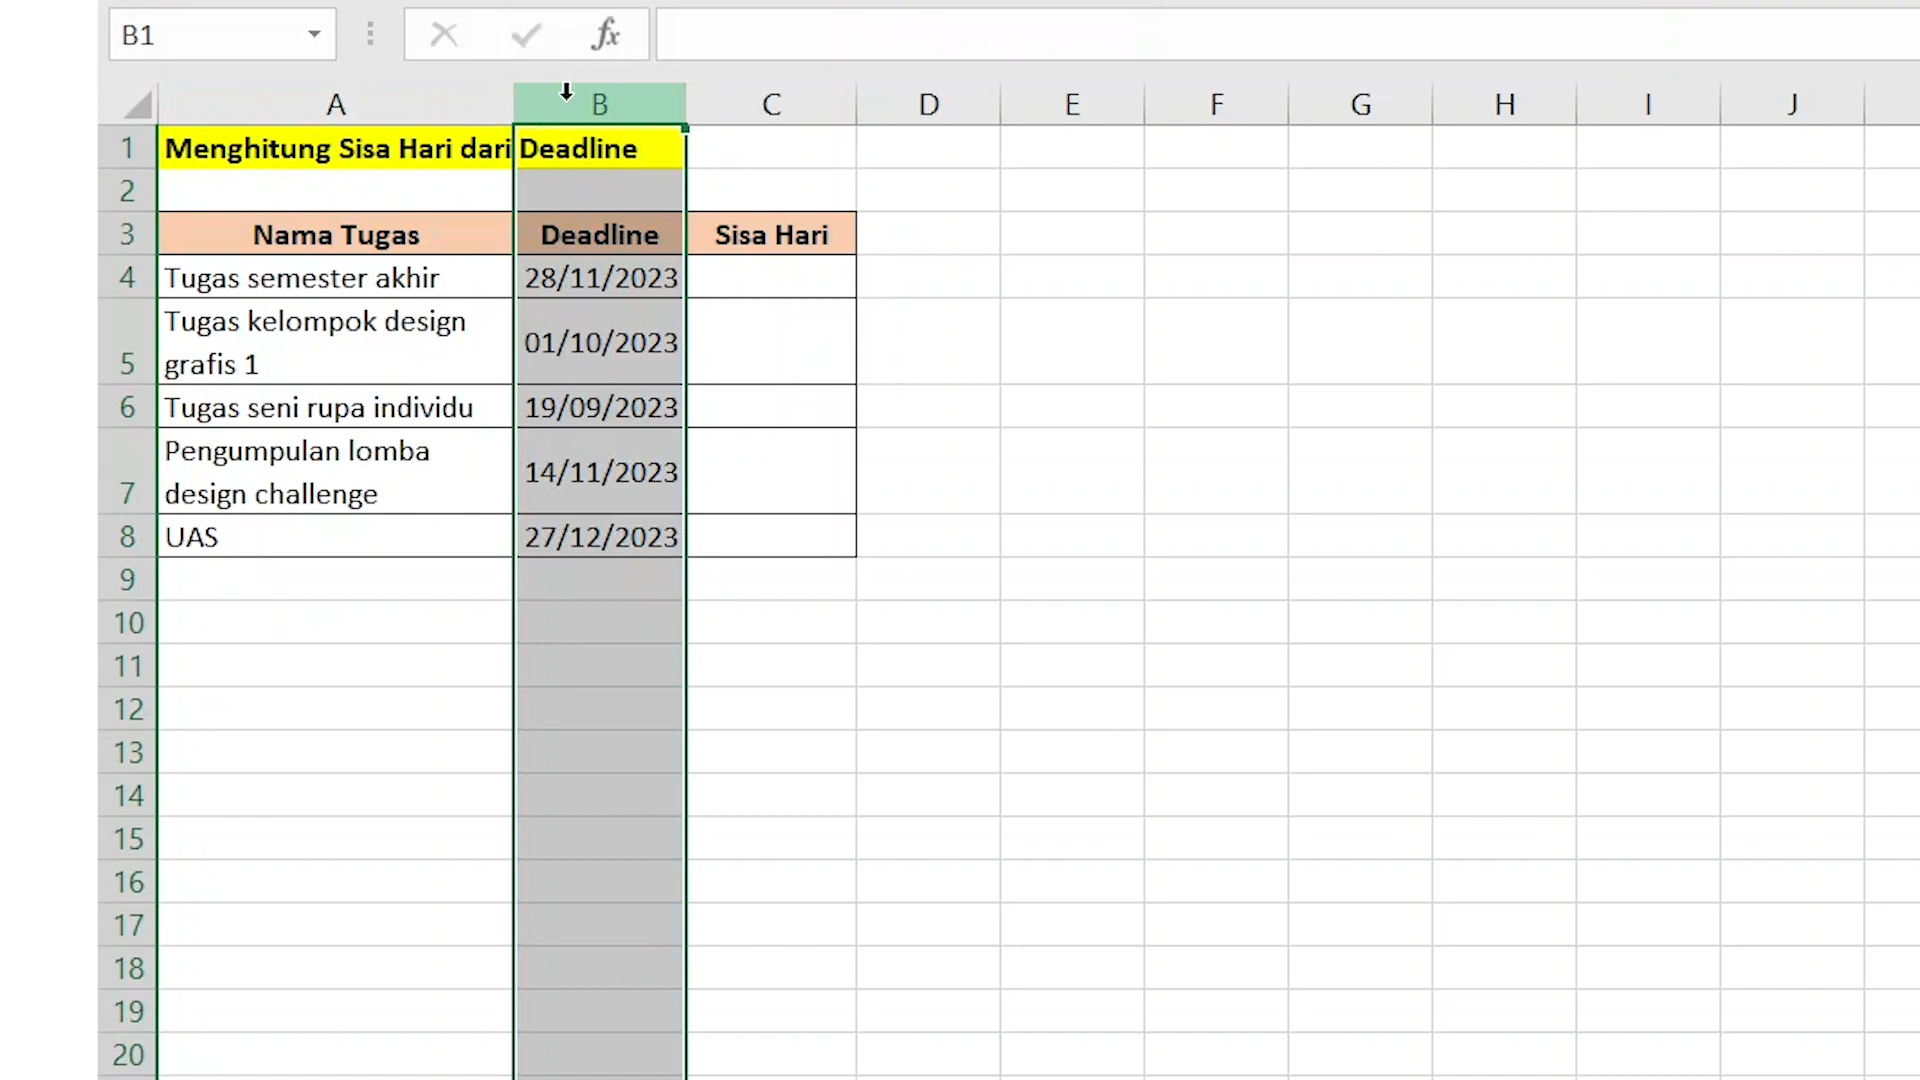 B1
fx
A B C D E F G H I J
1 Menghitung Sisa Hari dari Deadline
2
3 Nama Tugas Deadline Sisa Hari
4 Tugas semester akhir 28/11/2023
Tugas kelompok design
5 grafis 1 01/10/2023
6 Tugas seni rupa individu 19/09/2023
Pengumpulan lomba
7 design challenge 14/11/2023
8 UAS 27/12/2023
9
10
11
12
13
14
15
16
17
18
19
20